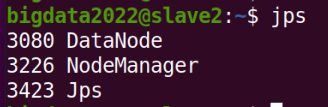 bigdata2022@slave2:~$ jps
3080 DataNode
3226 NodeManager
3423 Jps